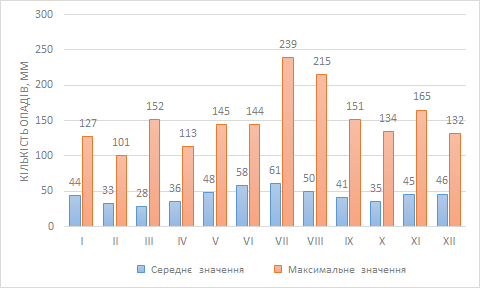 300
250
200
150
100
50
0
КІЛЬКІСТЬ ОПАДІВ, ММ
44 33 28 36 48 58 61 50 41 35 45 46
127 101 152 113 145 144 239 215 151 134 165 132
I II III IV V VI VII VIII IX X XI XII
Середнє значення Максимальне значення